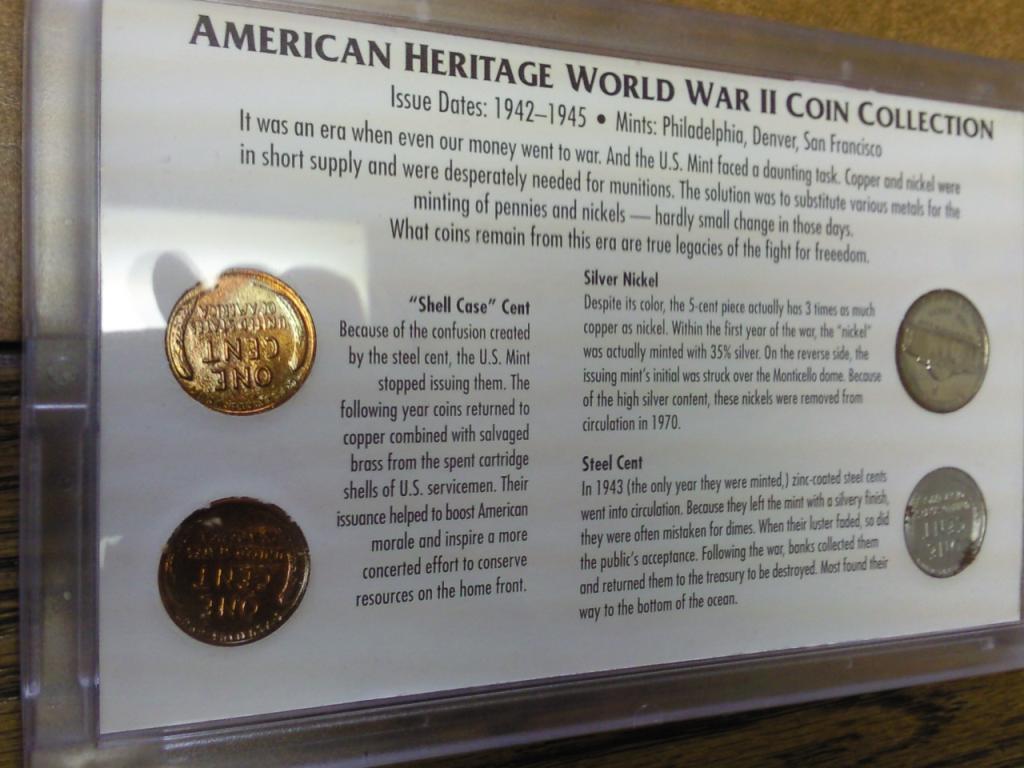 AMERICAN HERITAGE WORLD WAR II COIN COLLECTION
Issue Dates: 1942–1945 • Mints: Philadelphia, Denver, San Francisco
It was an era when even our money went to war. And the U.S. Mint faced a daunting task. Copper and nickel were
in short supply and were desperately needed for munitions. The solution was to substitute various metals for the
minting of pennies and nickels — hardly small change in those days.
What coins remain from this era are true legacies of the fight for freeedom.
"Shell Case" Cent
Because of the confusion created
by the steel cent, the U.S. Mint
stopped issuing them. The
following year coins returned to
copper combined with salvaged
brass from the spent cartridge
shells of U.S. servicemen. Their
issuance helped to boost American
morale and inspire a more
concerted effort to conserve
resources on the home front.
Silver Nickel
Despite its color, the 5-cent piece actually has 3 times as much
copper as nickel. Within the first year of the war, the "nickel"
was actually minted with 35% silver. On the reverse side, the
issuing mint's initial was struck over the Monticello dome. Because
of the high silver content, these nickels were removed from
circulation in 1970.
Steel Cent
In 1943 (the only year they were minted,) zinc-coated steel cents
went into circulation. Because they left the mint with a silvery finish,
they were often mistaken for dimes. When their luster faded, so did
the public's acceptance. Following the war, banks collected them
and returned them to the treasury to be destroyed. Most found their
way to the bottom of the ocean.
ONE
CENT
UNITED STATES
OF AMERICA
ONE
CENT